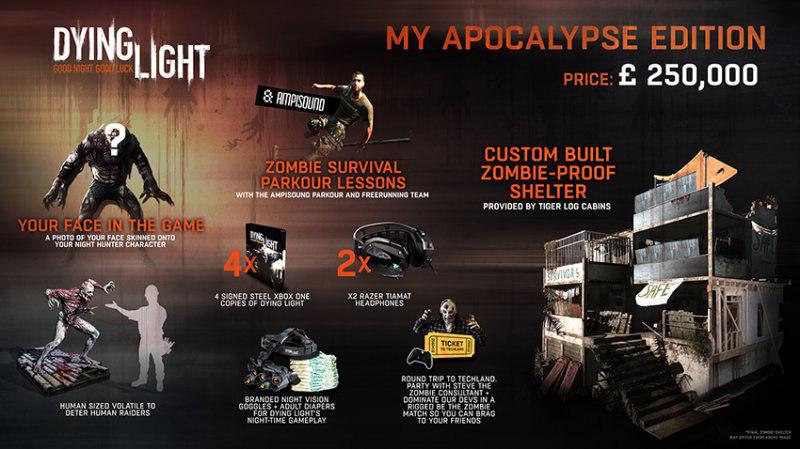 DYING LIGHT
GOOD NIGHT GOOD LUCK
MY APOCALYPSE EDITION
PRICE: £ 250,000
?
AMPISOUND
ZOMBIE SURVIVAL
PARKOUR LESSONS
WITH THE AMPISOUND PARKOUR AND FREERUNNING TEAM
CUSTOM BUILT
ZOMBIE-PROOF
SHELTER
PROVIDED BY TIGER LOG CABINS
YOUR FACE IN THE GAME
A PHOTO OF YOUR FACE SKINNED ONTO
YOUR NIGHT HUNTER CHARACTER
4X
DYING LIGHT
4 SIGNED STEEL XBOX ONE
COPIES OF DYING LIGHT
2X
X2 RAZER TIAMAT
HEADPHONES
SURVIVORS
SAFE
SAFE
HUMAN SIZED VOLATILE TO
DETER HUMAN RAIDERS
BRANDED NIGHT VISION
GOGGLES + ADULT DIAPERS
FOR DYING LIGHT'S
NIGHT-TIME GAMEPLAY
TICKET
TO TECHLAND
ROUND TRIP TO TECHLAND.
PARTY WITH STEVE THE
ZOMBIE CONSULTANT +
DOMINATE OUR DEVS IN A
RIGGED BE THE ZOMBIE
MATCH SO YOU CAN BRAG
TO YOUR FRIENDS
*FINAL ZOMBIE SHELTER
MAY DIFFER FROM ABOVE IMAGE